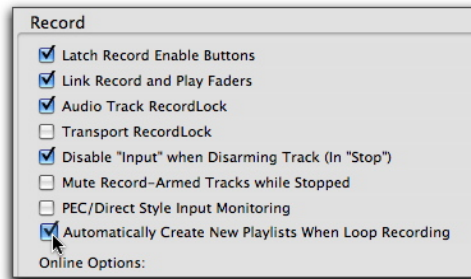 Record
Latch Record Enable Buttons
Link Record and Play Faders
Audio Track RecordLock
Transport RecordLock
Disable "Input" when Disarming Track (In "Stop")
Mute Record-Armed Tracks while Stopped
PEC/Direct Style Input Monitoring
Automatically Create New Playlists When Loop Recording
Online Options: